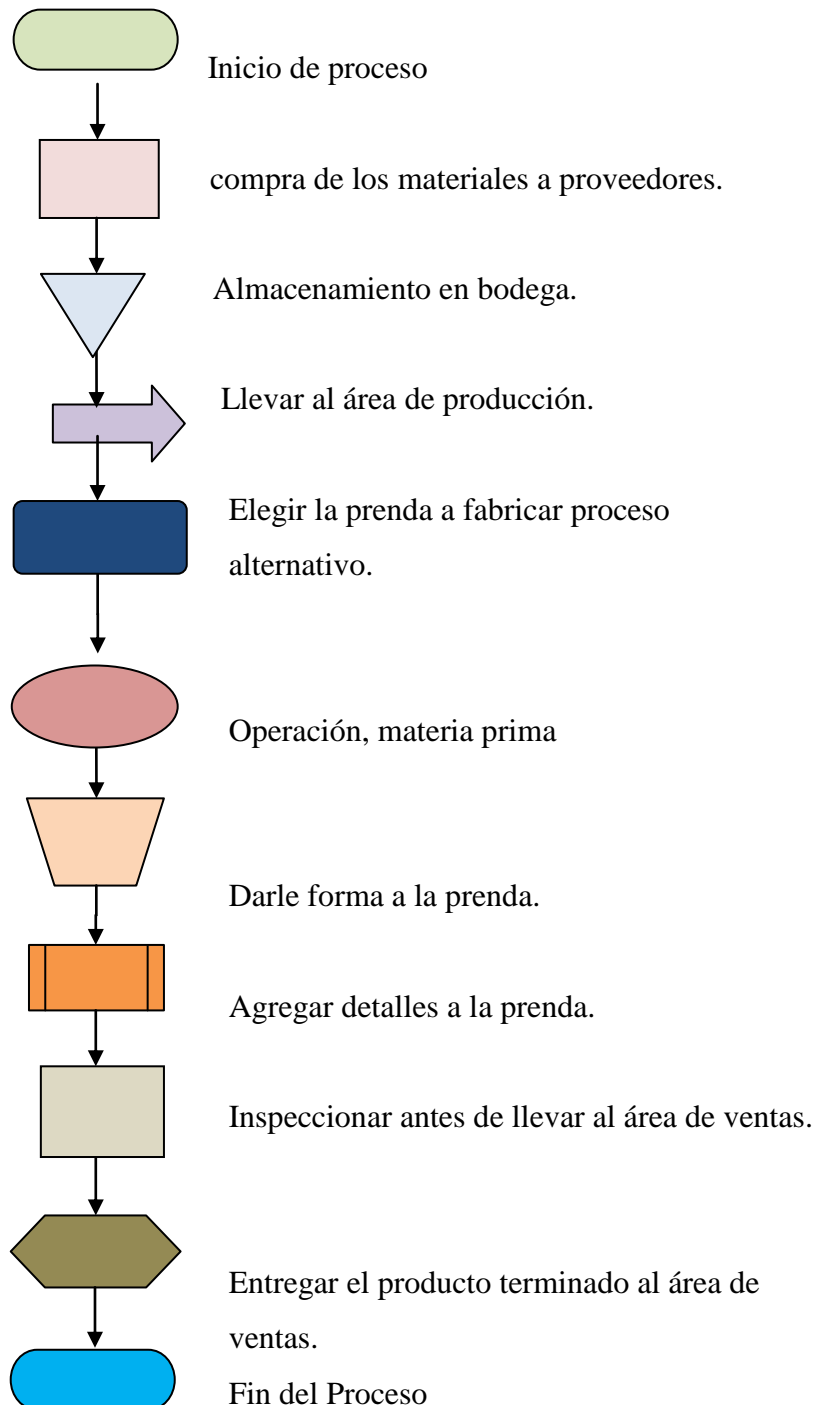 Inicio de proceso
compra de los materiales a proveedores.
Almacenamiento en bodega.
Llevar al área de producción.
Elegir la prenda a fabricar proceso
alternativo.
Operación, materia prima
Darle forma a la prenda.
Agregar detalles a la prenda.
Inspeccionar antes de llevar al área de ventas.
Entregar el producto terminado al área de
ventas.
Fin del Proceso